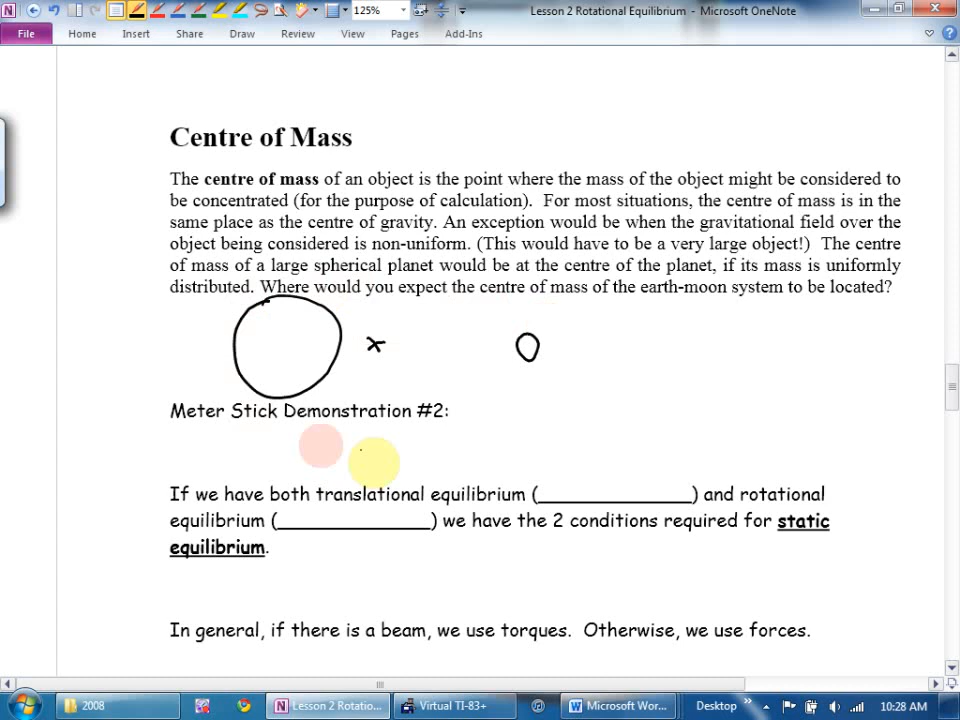 125%
Lesson 2 Rotational Equilibrium - Microsoft OneNote
File Home Insert Share Draw Review View Pages Add-Ins
Centre of Mass
The centre of mass of an object is the point where the mass of the object might be considered to
be concentrated (for the purpose of calculation). For most situations, the centre of mass is in the
same place as the centre of gravity. An exception would be when the gravitational field over the
object being considered is non-uniform. (This would have to be a very large object!) The centre
of mass of a large spherical planet would be at the centre of the planet, if its mass is uniformly
distributed. Where would you expect the centre of mass of the earth-moon system to be located?
x
Meter Stick Demonstration #2:
If we have both translational equilibrium (______________) and rotational
equilibrium (______________) we have the 2 conditions required for static
equilibrium.
In general, if there is a beam, we use torques. Otherwise, we use forces.
2008 Lesson 2 Rotatio... Virtual TI-83+ Microsoft Wor... Desktop » 10:28 AM